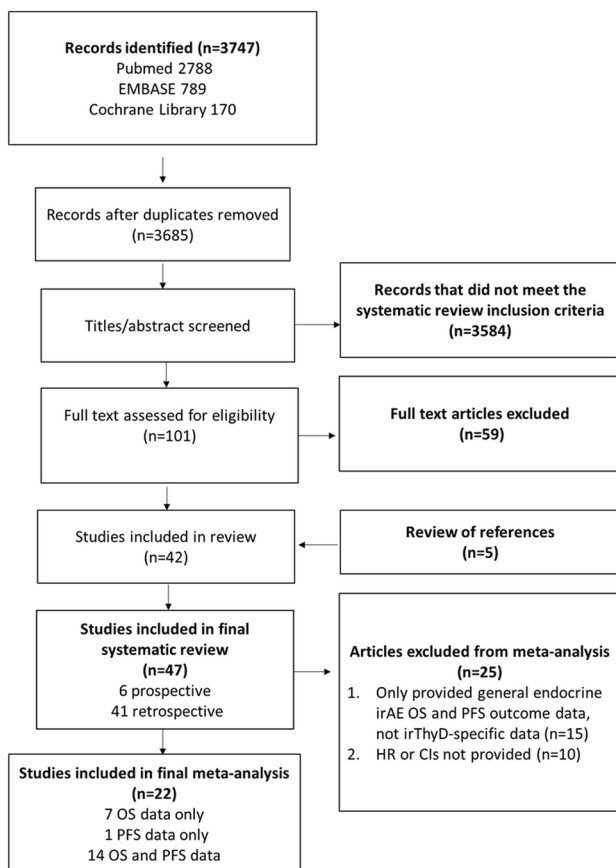 Records identified (n=3747)
Pubmed 2788
EMBASE 789
Cochrane Library 170
Records after duplicates removed
(n=3685)
Titles/abstract screened
Records that did not meet the
systematic review inclusion criteria
(n=3584)
Full text assessed for eligibility
(n=101)
Full text articles excluded
(n=59)
Studies included in review
(n=42)
Review of references
(n=5)
Studies included in final
systematic review
(n=47)
6 prospective
41 retrospective
Articles excluded from meta-analysis
(n=25)
1. Only provided general endocrine
irAE OS and PFS outcome data,
not irThyD-specific data (n=15)
2. HR or CIs not provided (n=10)
Studies included in final meta-analysis
(n=22)
7 OS data only
1 PFS data only
14 OS and PFS data